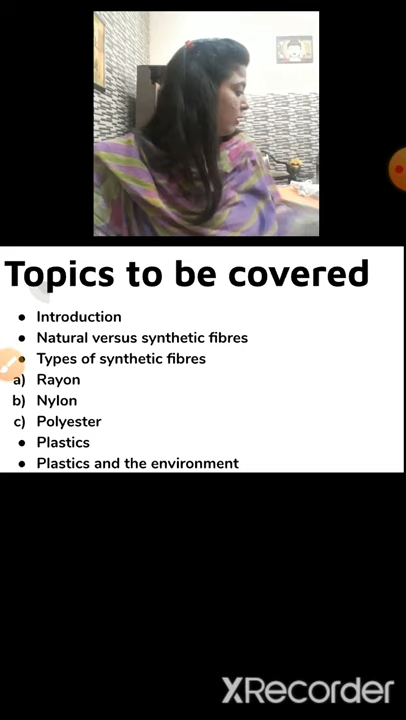 Topics to be covered
● Introduction
● Natural versus synthetic fibres
● Types of synthetic fibres
a) Rayon
b) Nylon
c) Polyester
● Plastics
● Plastics and the environment
XRecorder